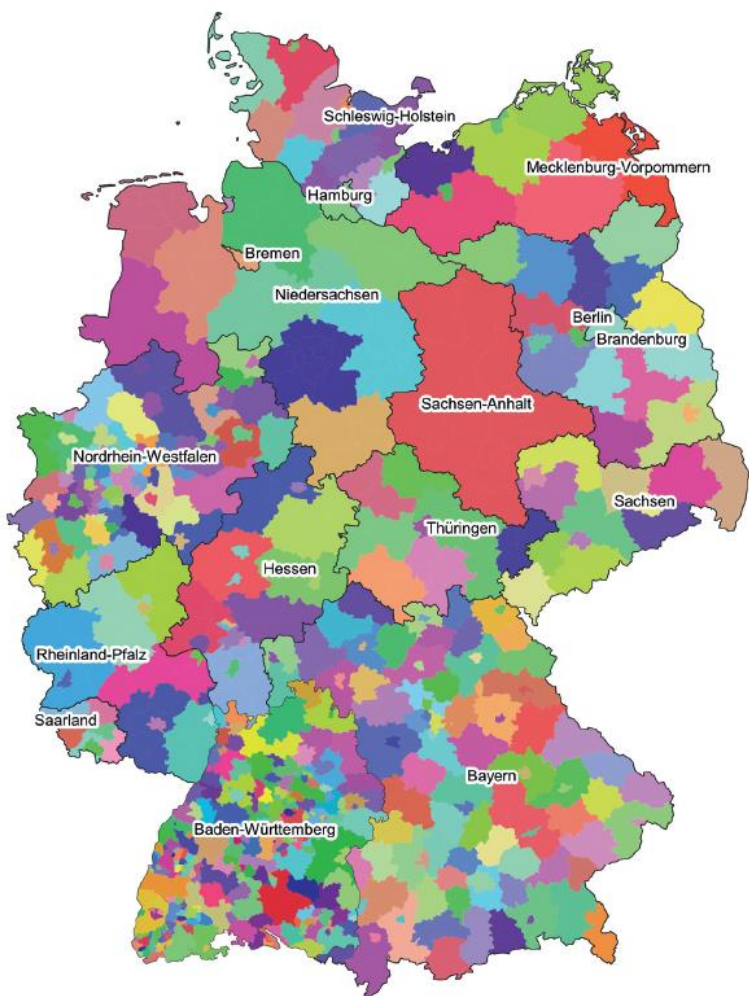 Schleswig-Holstein
Mecklenburg-Vorpommern
Hamburg
Bremen
Niedersachsen
Berlin
Brandenburg
Sachsen-Anhalt
Nordrhein-Westfalen
Sachsen
Thüringen
Hessen
Rheinland-Pfalz
Saarland
Bayern
Baden-Württemberg